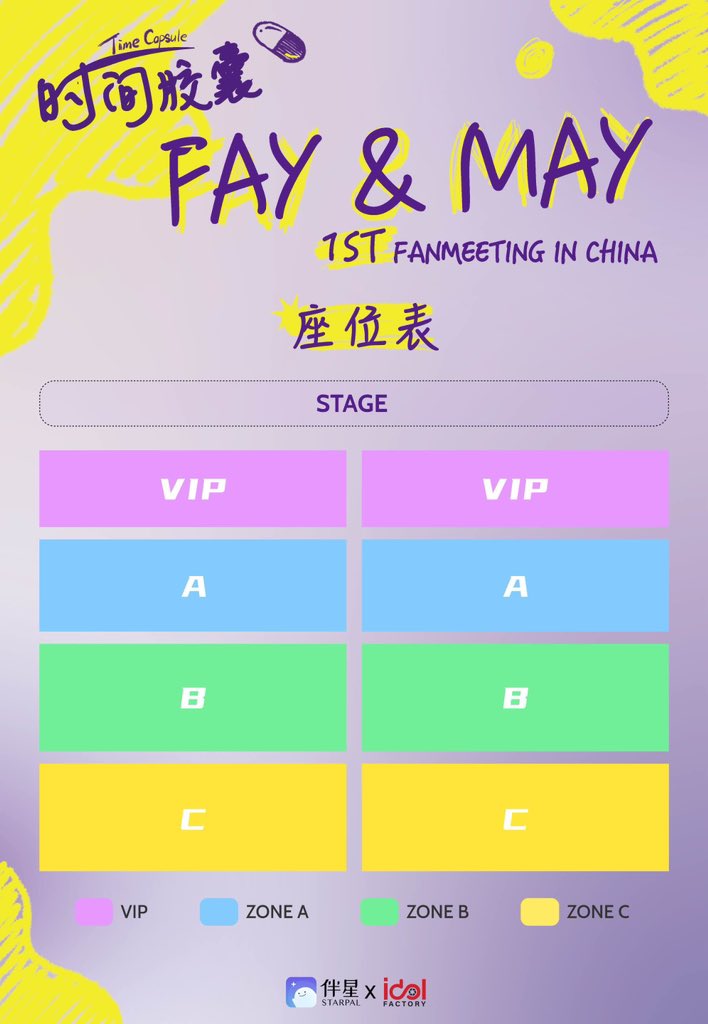 Time Capsule
时间胶囊
FAY & MAY
1ST FANMEETING IN CHINA
座位表
STAGE
VIP VIP
A A
B B
C C
VIP ZONE A ZONE B ZONE C
伴星 STARPAL X idol FACTORY